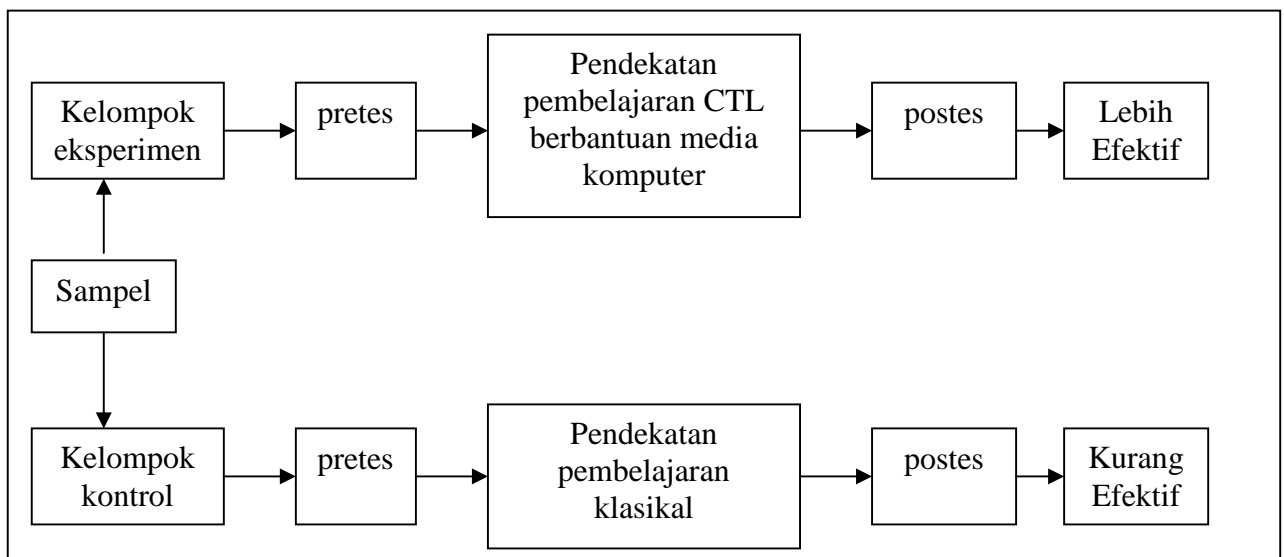 Kelompok
eksperimen
pretes
Pendekatan
pembelajaran CTL
berbantuan media
komputer
postes
Lebih
Efektif
Sampel
Kelompok
kontrol
pretes
Pendekatan
pembelajaran
klasikal
postes
Kurang
Efektif